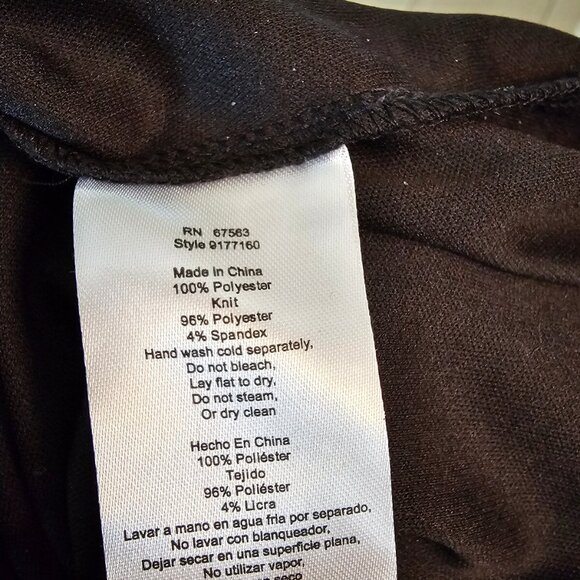 RN 67563
Style 9177160
Made in China
100% Polyester
Knit
96% Polyester
4% Spandex
Hand wash cold separately,
Do not bleach,
Lay flat to dry,
Do not steam,
Or dry clean
Hecho En China
100% Poliéster
Tejido
96% Poliéster
4% Licra
Lavar a mano en agua fria por separado,
No lavar con blanqueador,
Dejar secar en una superficie plana,
No utilizar vapor,
seco